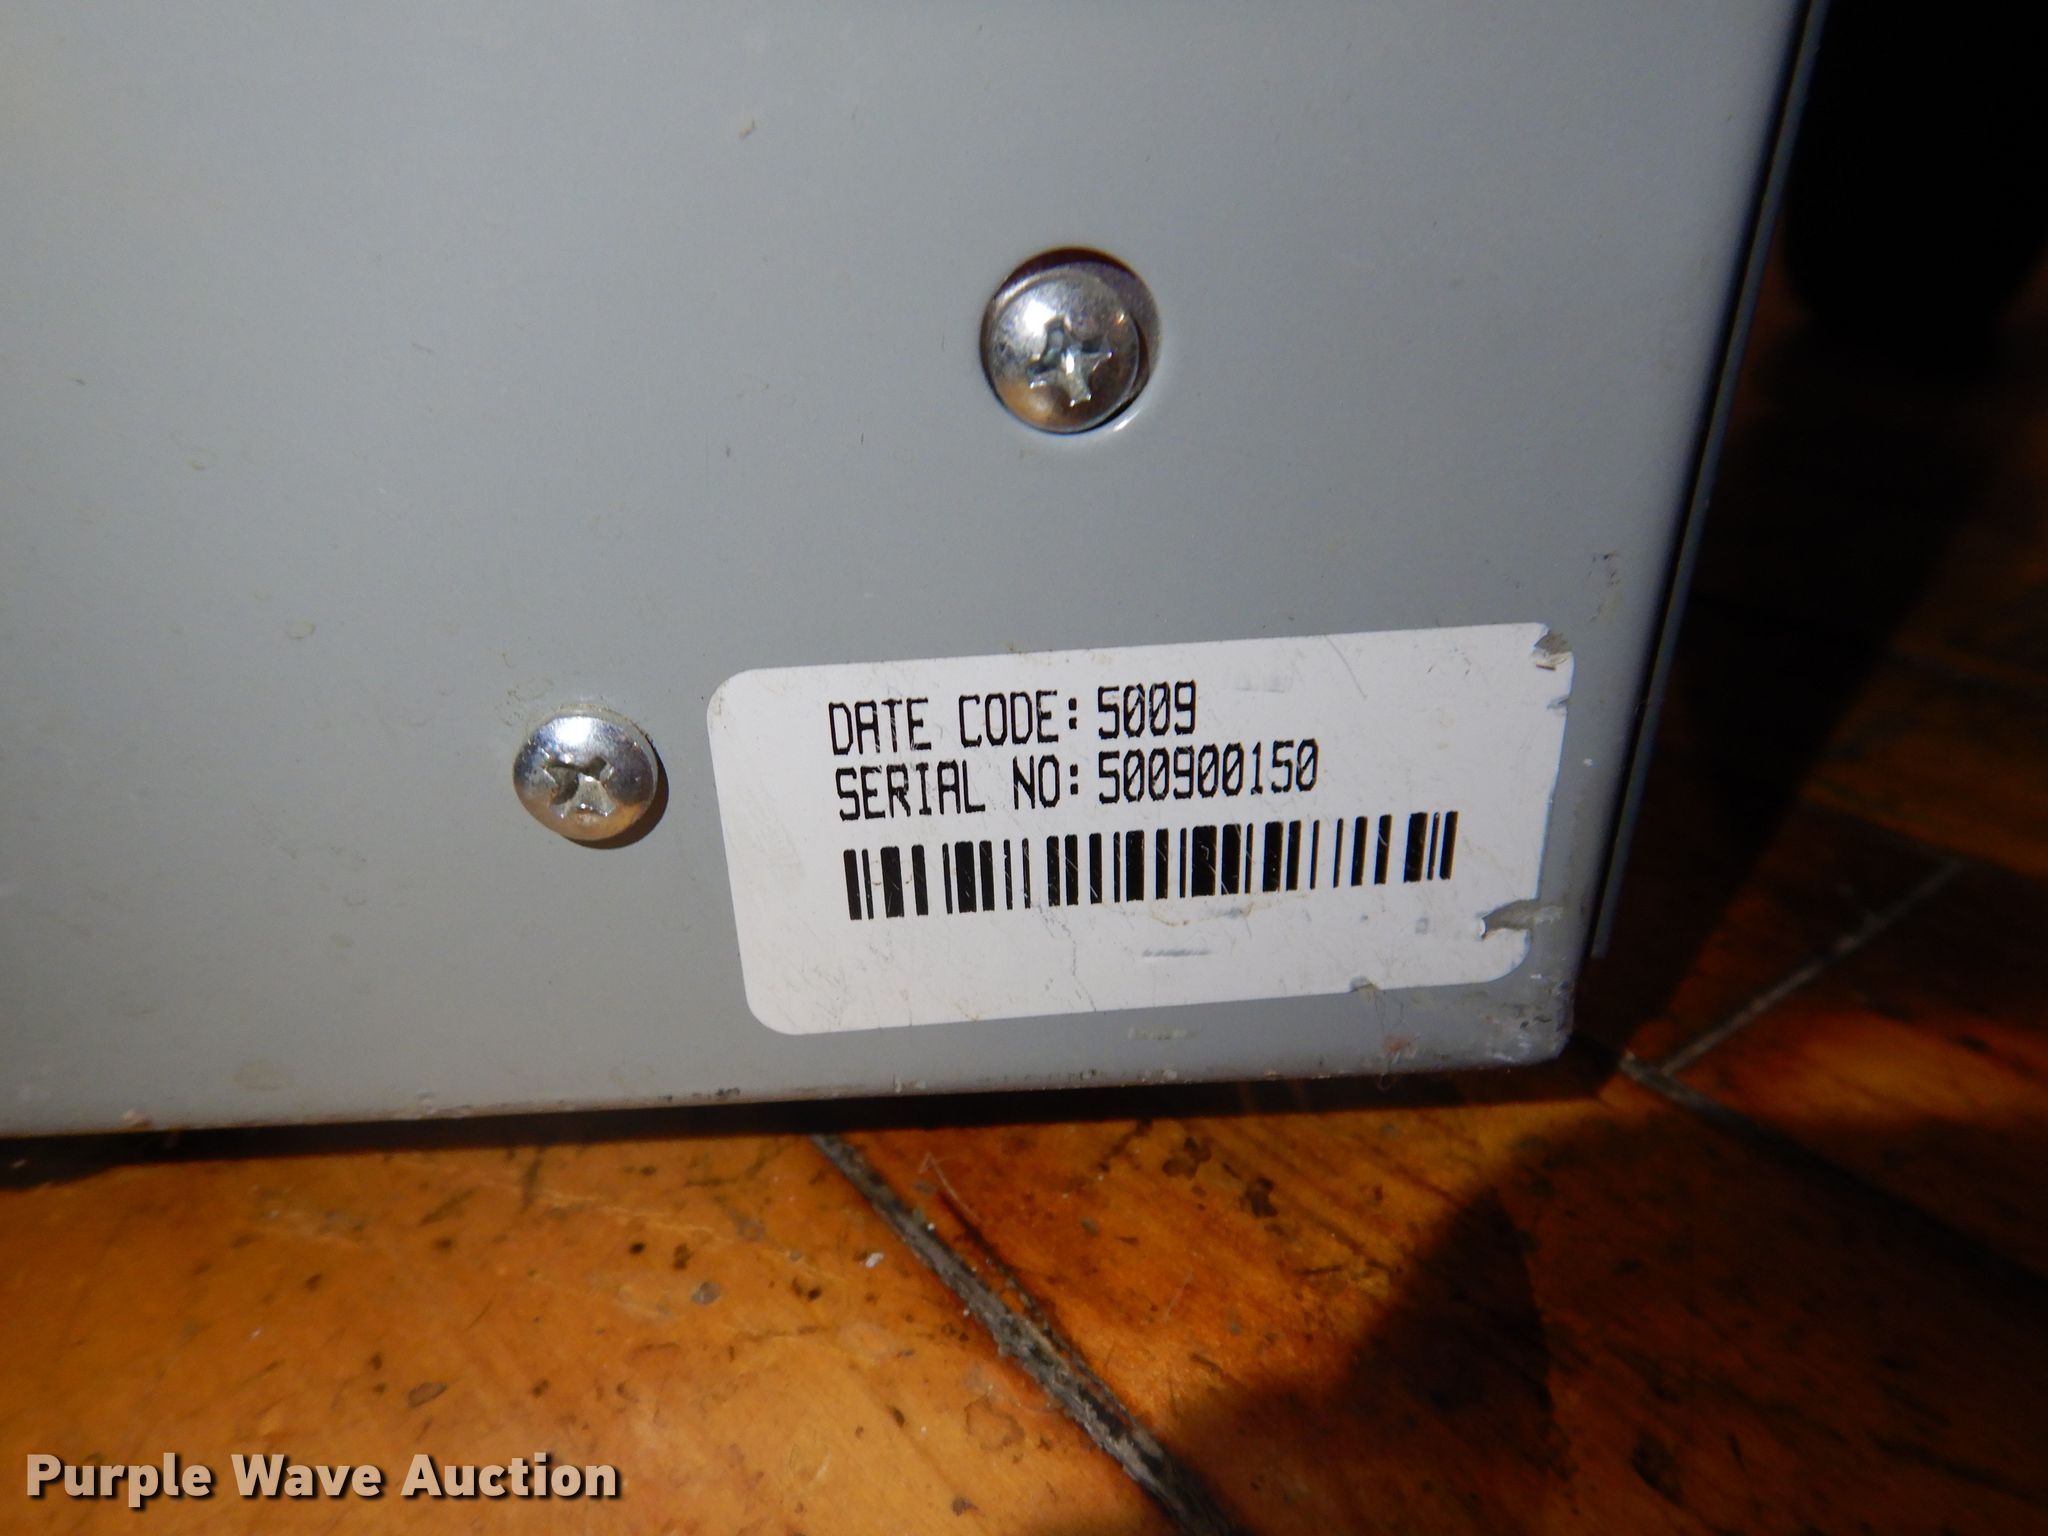 DATE CODE: 5009
SERIAL NO: 500900150
Purple Wave Auction